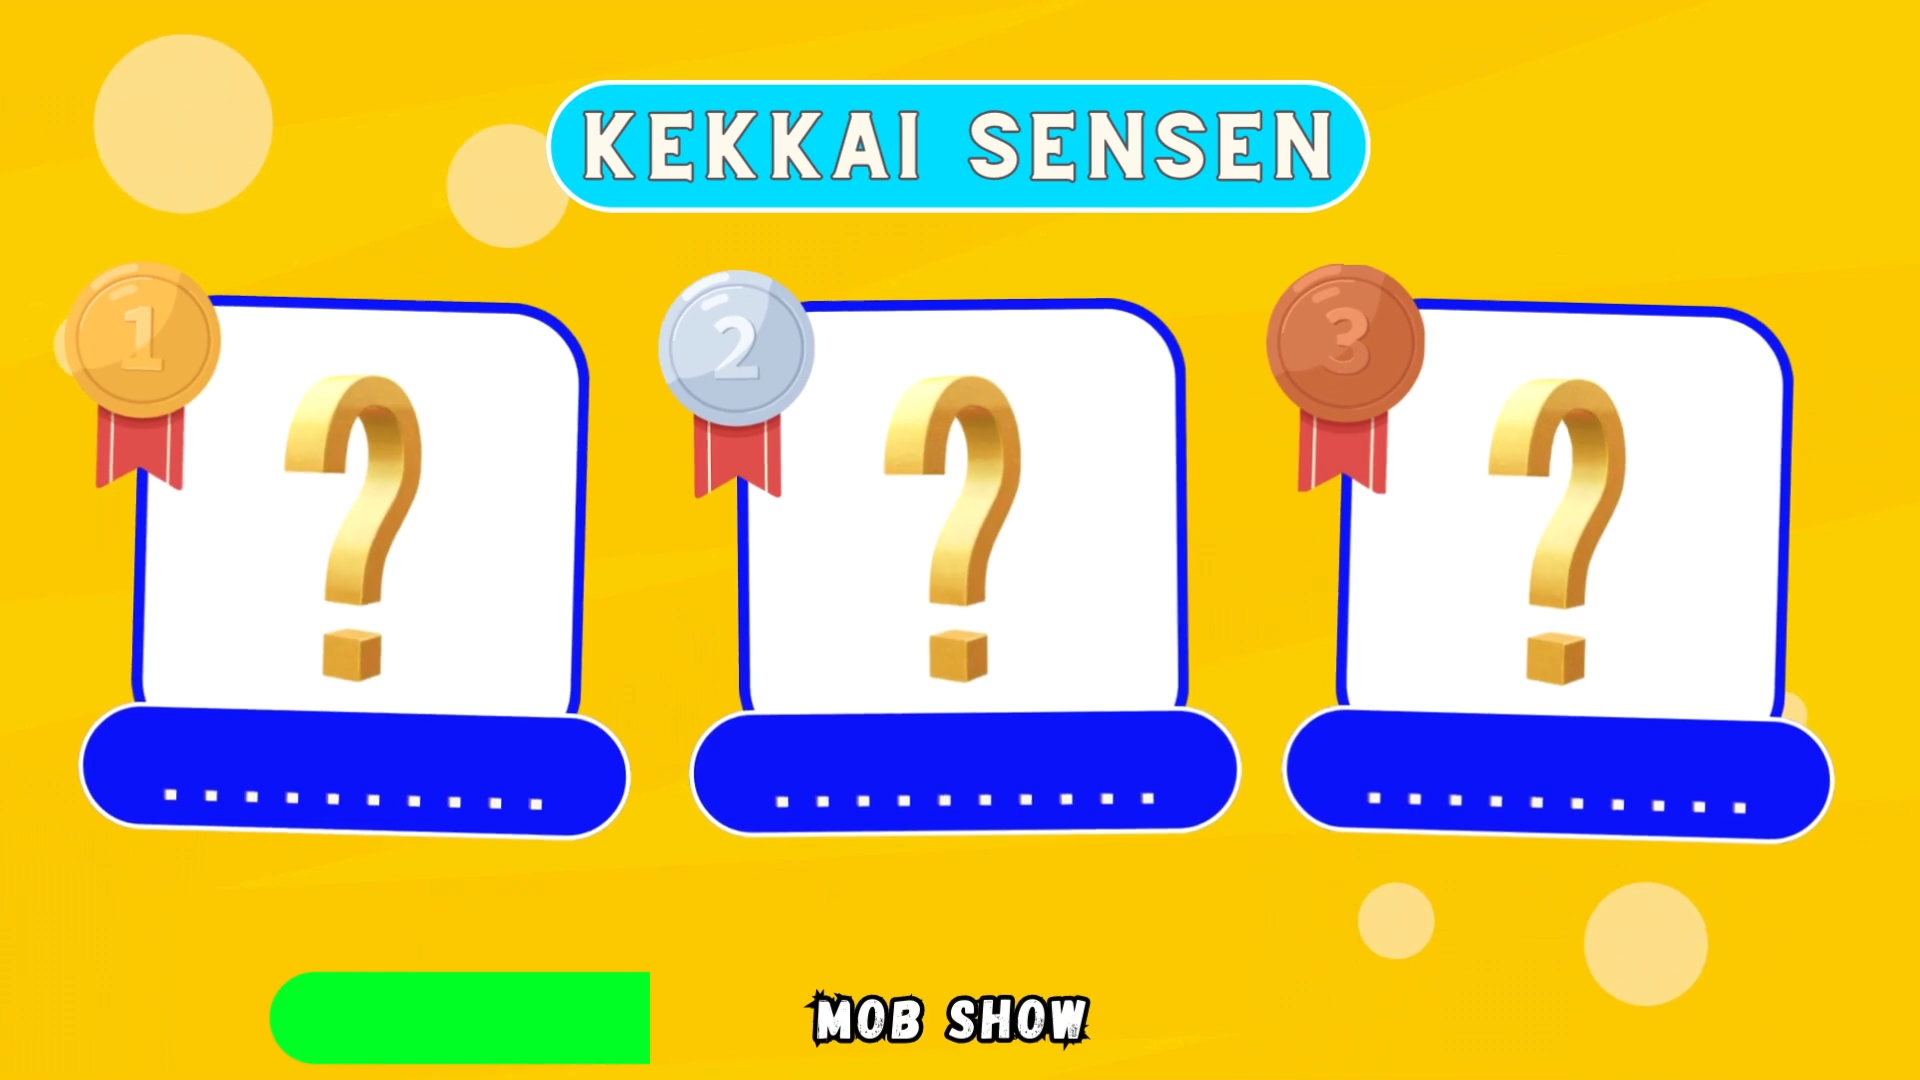 KEKKAI SENSEN
1
2
3
? ? ?
. . . . . . . . . .
. . . . . . . . . .
. . . . . . . . . .
MOB SHOW